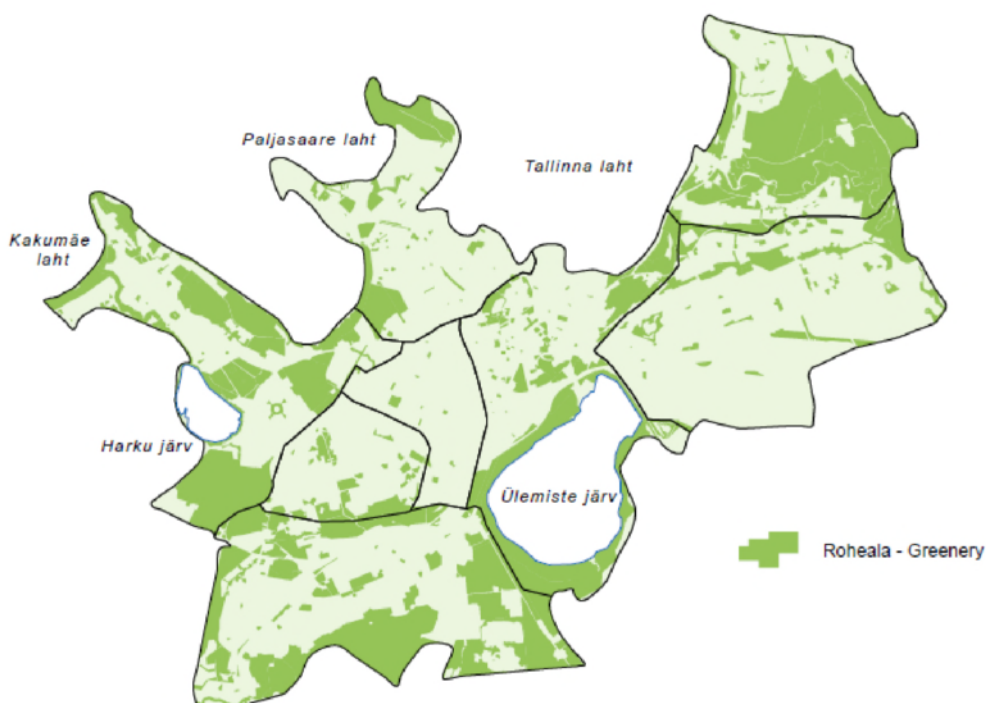 Paljasaare laht
Tallinna laht
Kakumäe
laht
Harku järv
Ülemiste järv
Roheala - Greenery